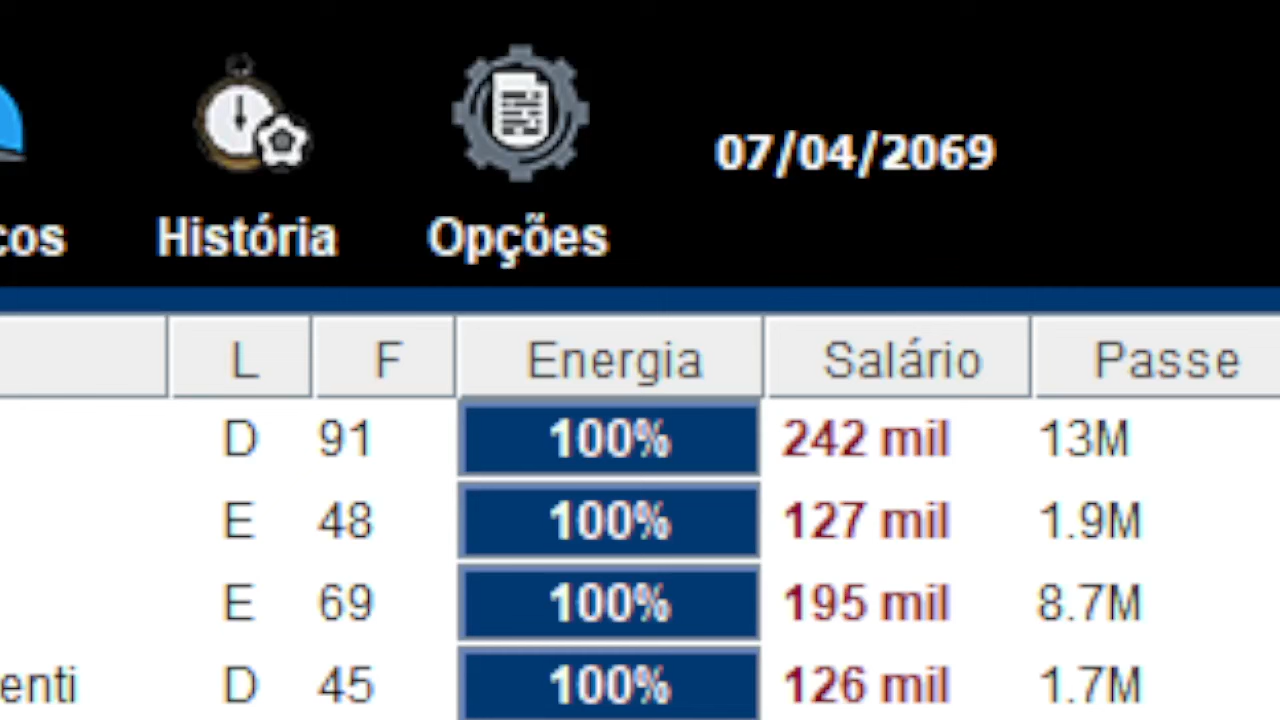 07/04/2069
cos História Opções
L F Energia Salário Passe
D 91 100% 242 mil 13M
E 48 100% 127 mil 1.9M
E 69 100% 195 mil 8.7M
enti D 45 100% 126 mil 1.7M